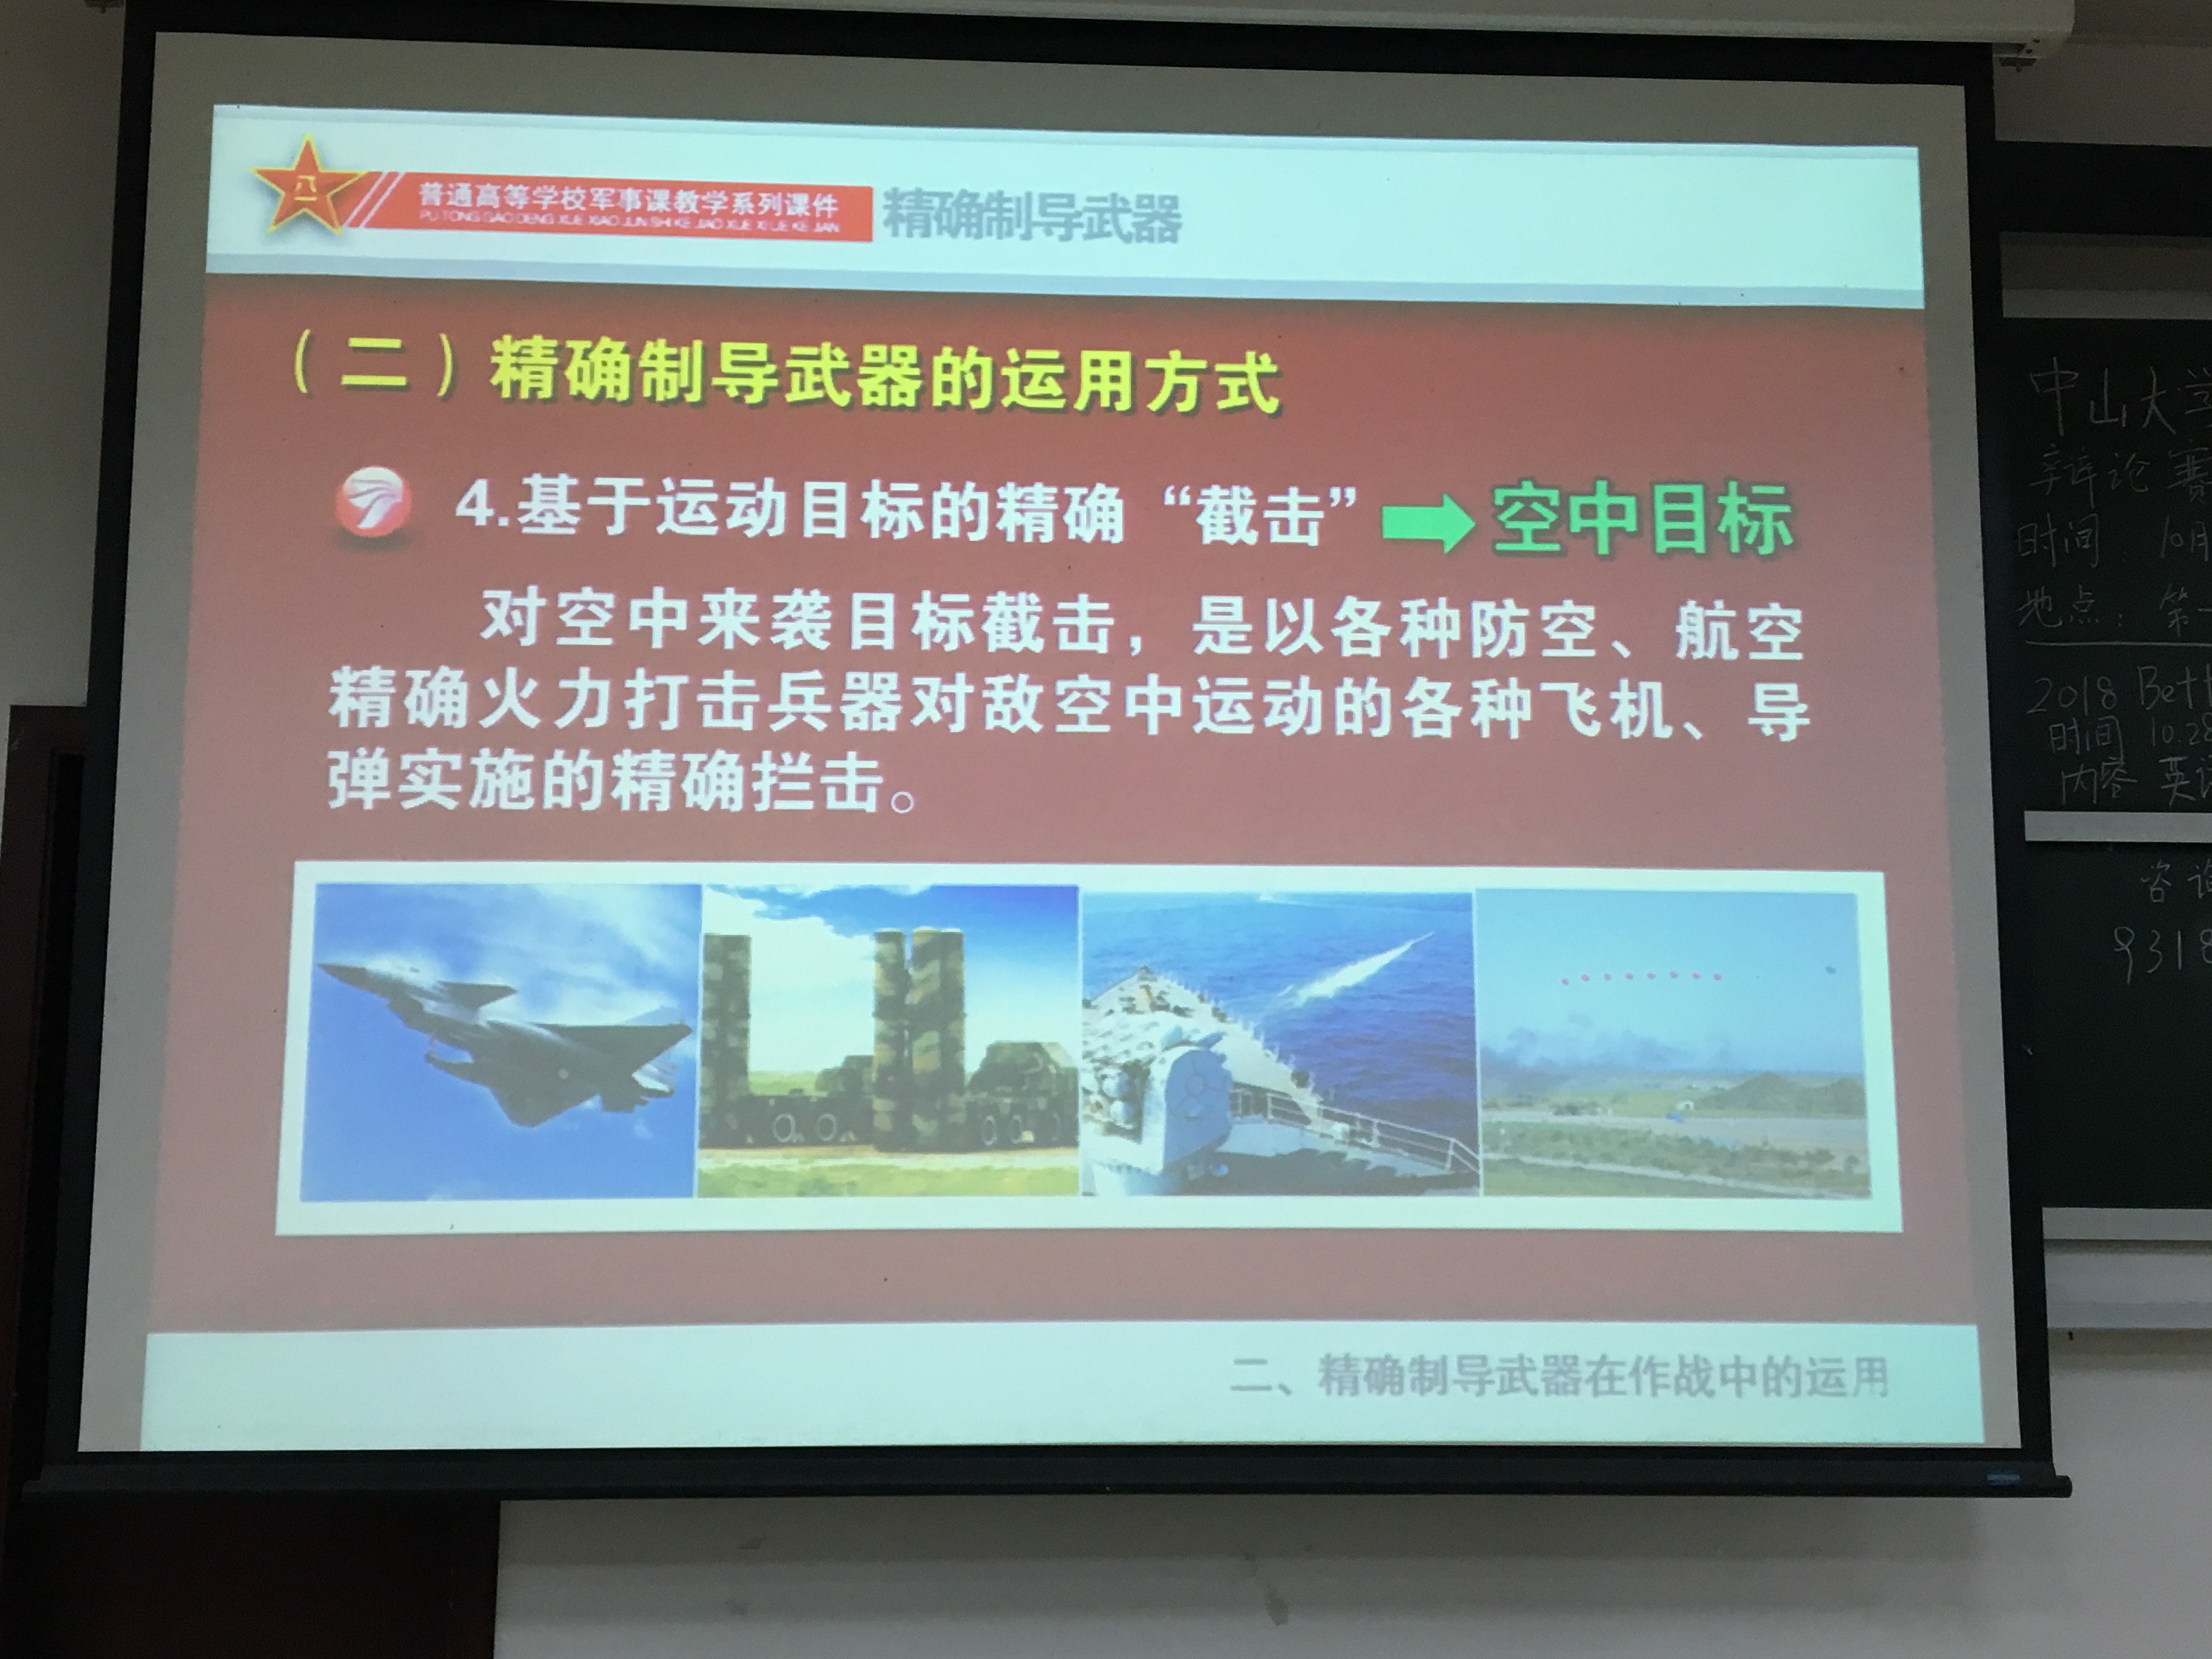 八一
普通高等学校军事课教学系列课件
PU TONG GAO DENG XUE XIAO JUN SHI KE JIAO XUE XI LIE KE JIAN
精确制导武器
（二）精确制导武器的运用方式
4.基于运动目标的精确“截击”
空中目标
对空中来袭目标截击，是以各种防空、航空
精确火力打击兵器对敌空中运动的各种飞机、导
弹实施的精确拦击。
二、精确制导武器在作战中的运用
中山大学
辩论赛
时间：10月
地点：第一
2018 Bett
时间 10.28
内容 英语
咨询
9318